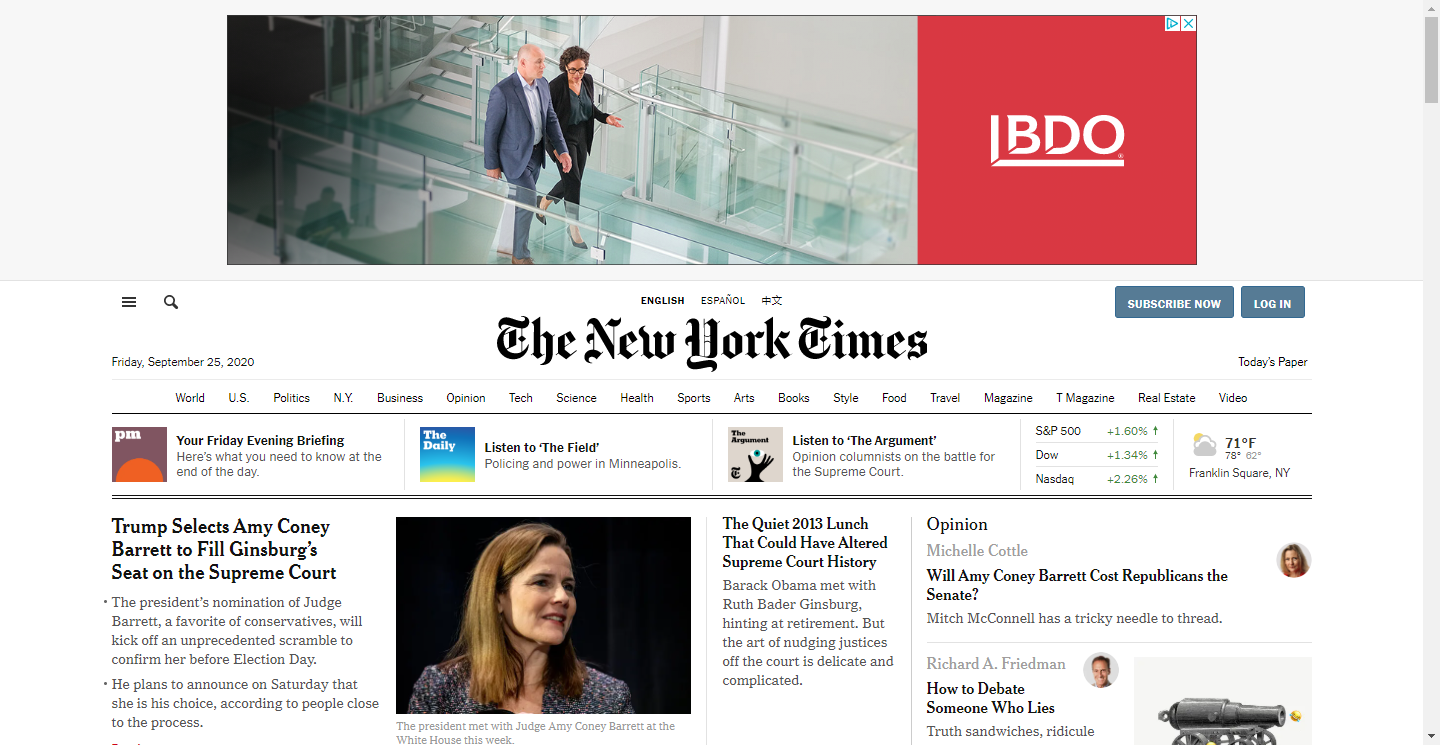 BDO
ENGLISH ESPAÑOL 中文
SUBSCRIBE NOW LOG IN
The New York Times
Friday, September 25, 2020
Today's Paper
World U.S. Politics N.Y. Business Opinion Tech Science Health Sports Arts Books Style Food Travel Magazine T Magazine Real Estate Video
pm
Your Friday Evening Briefing
Here's what you need to know at the
end of the day.
The
Daily
Listen to ‘The Field’
Policing and power in Minneapolis.
The
Argument
Listen to ‘The Argument’
Opinion columnists on the battle for
the Supreme Court.
S&P 500 +1.60% ↑
Dow +1.34% ↑
Nasdaq +2.26% ↑
71°F
78° 62°
Franklin Square, NY
Trump Selects Amy Coney
Barrett to Fill Ginsburg’s
Seat on the Supreme Court
• The president’s nomination of Judge
Barrett, a favorite of conservatives, will
kick off an unprecedented scramble to
confirm her before Election Day.
• He plans to announce on Saturday that
she is his choice, according to people close
to the process.
The president met with Judge Amy Coney Barrett at the
White House this week.
The Quiet 2013 Lunch
That Could Have Altered
Supreme Court History
Barack Obama met with
Ruth Bader Ginsburg,
hinting at retirement. But
the art of nudging justices
off the court is delicate and
complicated.
Opinion
Michelle Cottle
Will Amy Coney Barrett Cost Republicans the
Senate?
Mitch McConnell has a tricky needle to thread.
Richard A. Friedman
How to Debate
Someone Who Lies
Truth sandwiches, ridicule